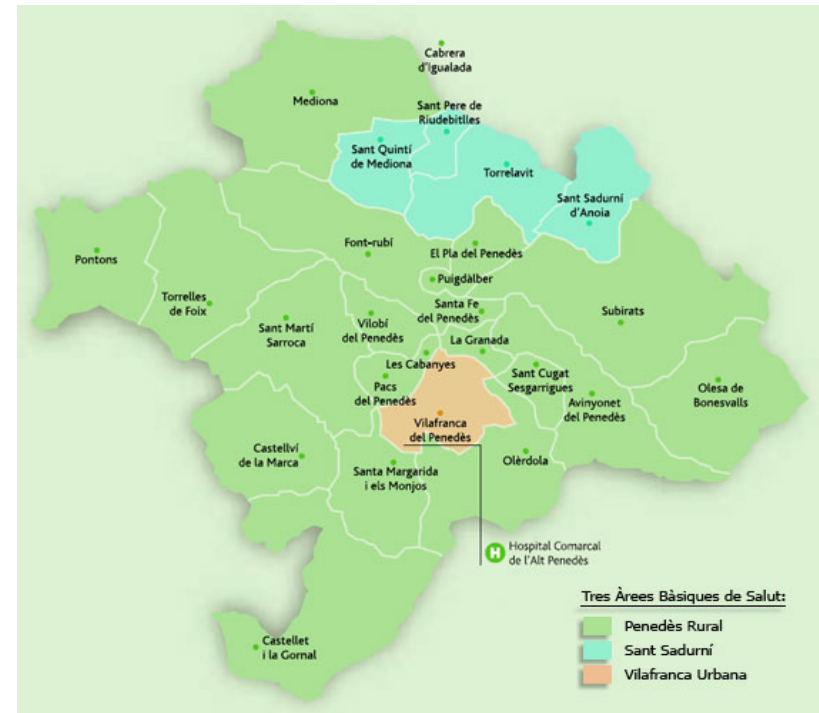 Cabrera
d'Igualada
Mediona
Sant Pere de
Riudebitlles
Sant Quintí
de Mediona
Torrelavit
Sant Sadurní
d'Anoia
Font-rubí
El Pla del Penedès
Pontons
Puigdàlber
Torrelles
de Foix
Santa Fe
del Penedès
Subirats
Sant Martí
Sarroca
Vilobí
del Penedès
La Granada
Les Cabanyes
Sant Cugat
Sesgarrigues
Pacs
del Penedès
Olesa de
Bonesvalls
Avinyonet
del Penedès
Vilafranca
del Penedès
Castellví
de la Marca
Olèrdola
Santa Margarida
i els Monjos
H Hospital Comarcal
de l'Alt Penedès
Tres Àrees Bàsiques de Salut:
Penedès Rural
Sant Sadurní
Vilafranca Urbana
Castellet
i la Gornal